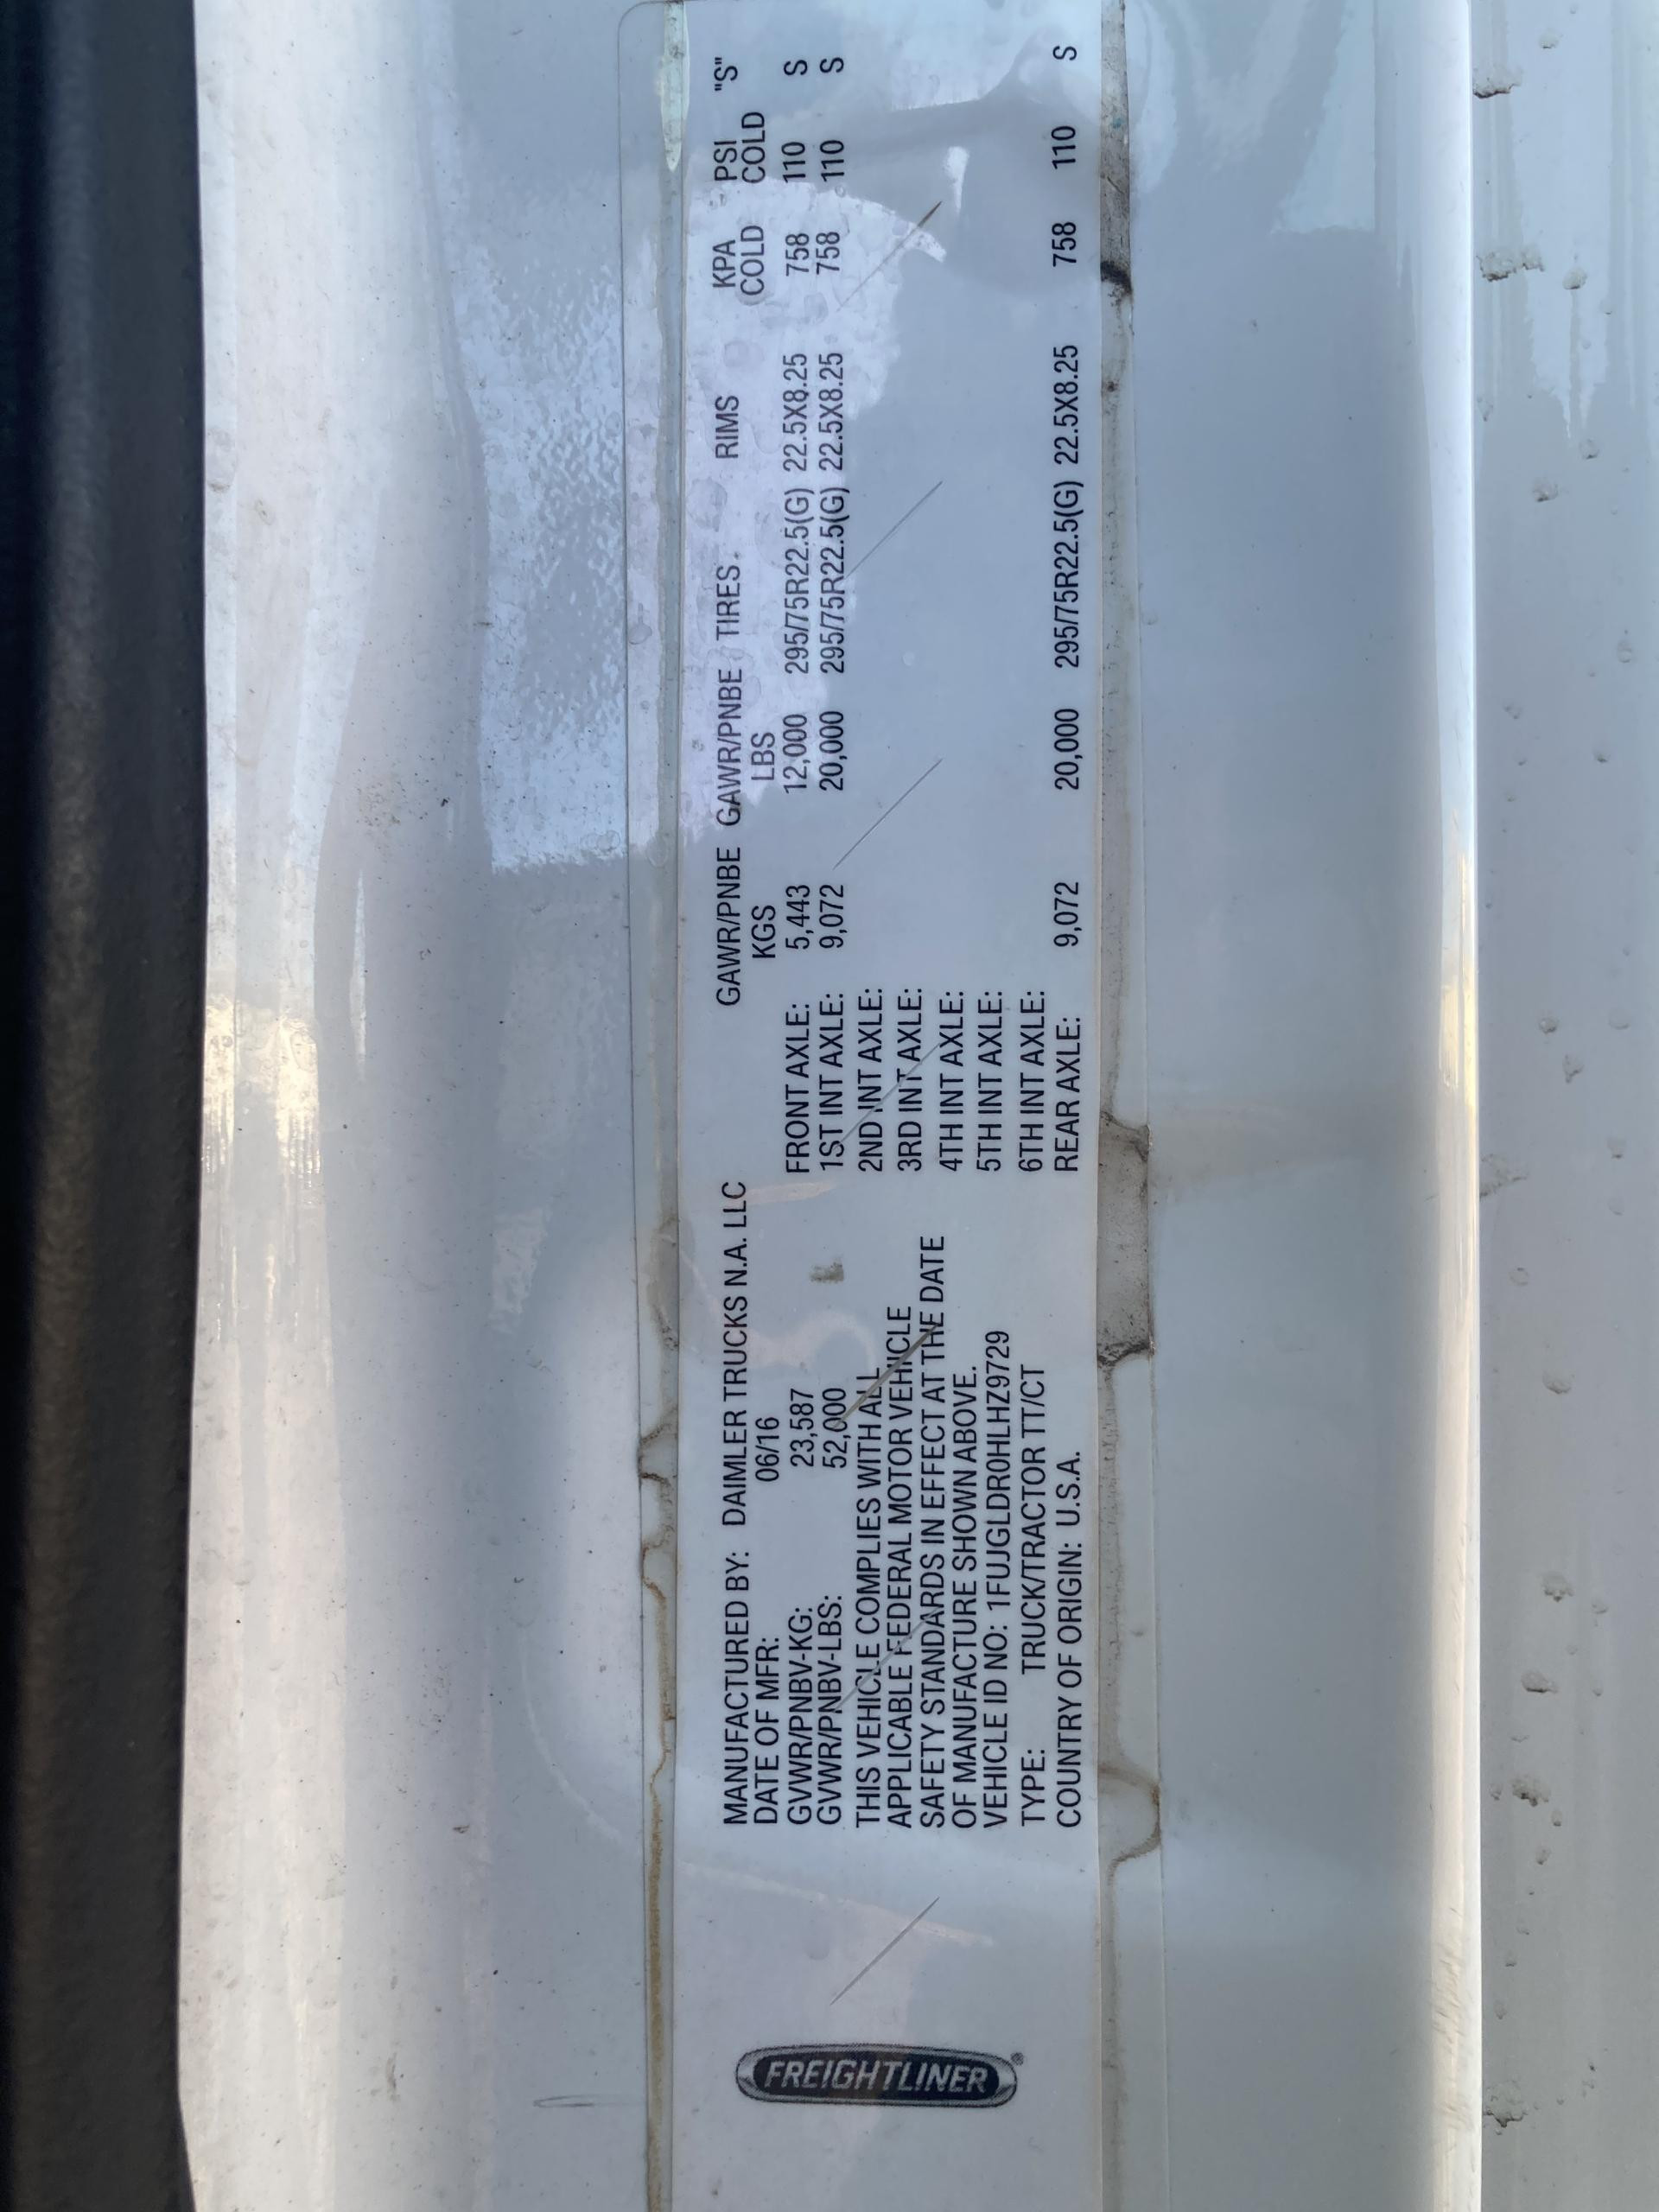 FREIGHTLINER®
MANUFACTURED BY: DAIMLER TRUCKS N.A. LLC
DATE OF MFR: 06/16
GVWR/PNBV-KG: 23,587
GVWR/PNBV-LBS: 52,000
THIS VEHICLE COMPLIES WITH ALL
APPLICABLE FEDERAL MOTOR VEHICLE
SAFETY STANDARDS IN EFFECT AT THE DATE
OF MANUFACTURE SHOWN ABOVE.
VEHICLE ID NO: 1FUJGLDR0HLHZ9729
TYPE: TRUCK/TRACTOR TT/CT
COUNTRY OF ORIGIN: U.S.A.
GAWR/PNBE GAWR/PNBE TIRES RIMS KPA PSI "S"
KGS LBS COLD COLD
FRONT AXLE: 5,443 12,000 295/75R22.5(G) 22.5X8.25 758 110 S
1ST INT AXLE: 9,072 20,000 295/75R22.5(G) 22.5X8.25 758 110 S
2ND INT AXLE:
3RD INT AXLE:
4TH INT AXLE:
5TH INT AXLE:
6TH INT AXLE:
REAR AXLE: 9,072 20,000 295/75R22.5(G) 22.5X8.25 758 110 S